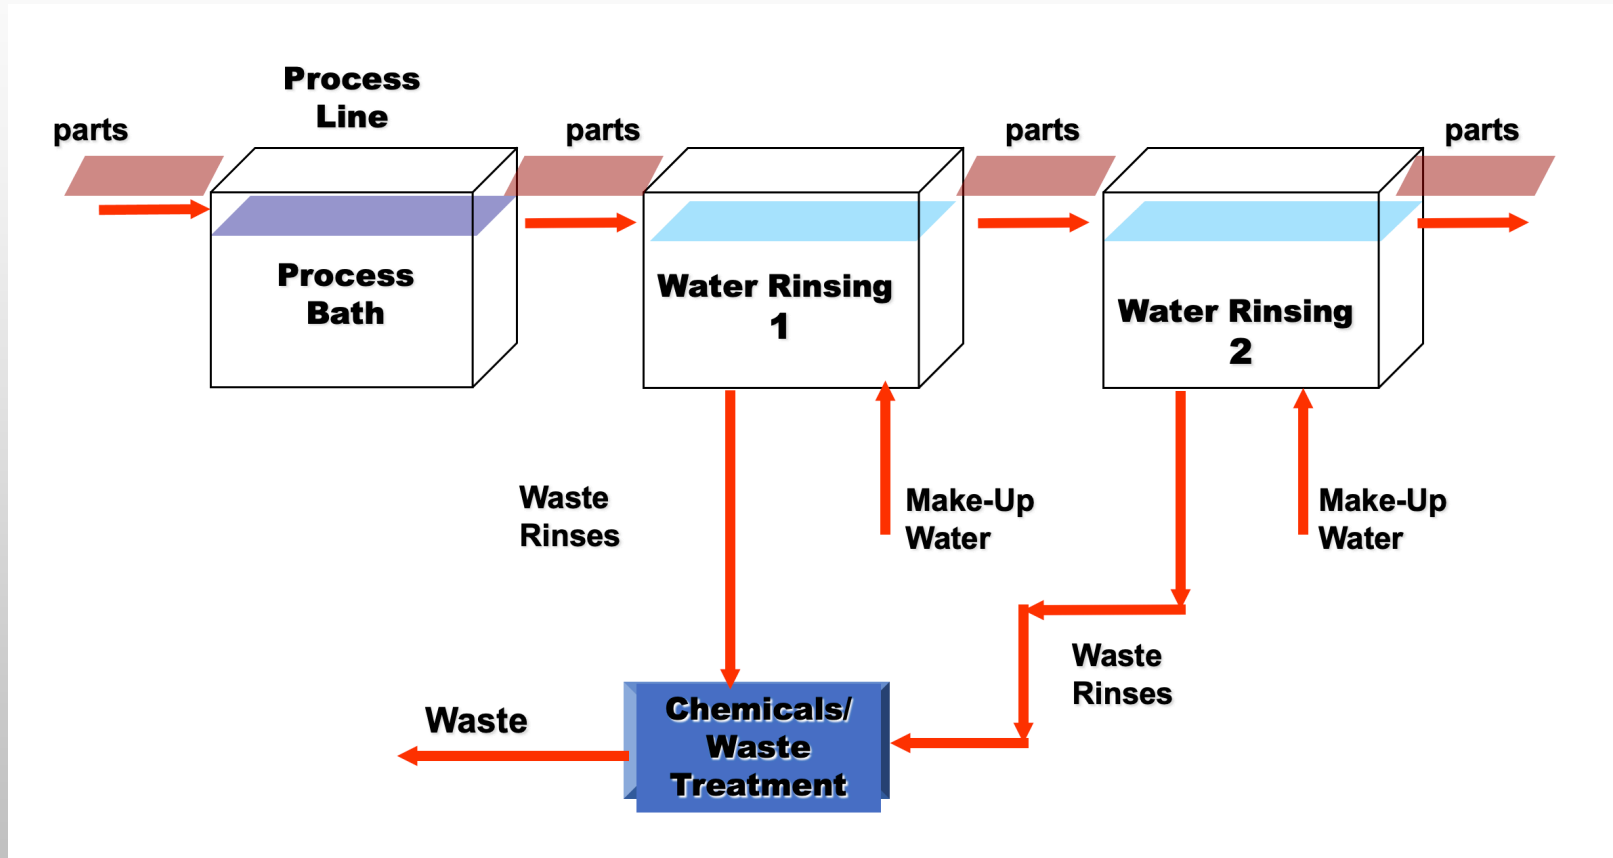 Process
Line
parts
parts
parts
parts
Process
Bath
Water Rinsing
1
Water Rinsing
2
Waste
Rinses
Make-Up
Water
Make-Up
Water
Waste
Rinses
Waste
Chemicals/
Waste
Treatment